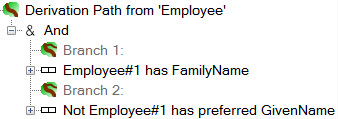 Derivation Path from 'Employee'
& And
Branch 1:
Employee#1 has FamilyName
Branch 2:
Not Employee#1 has preferred GivenName